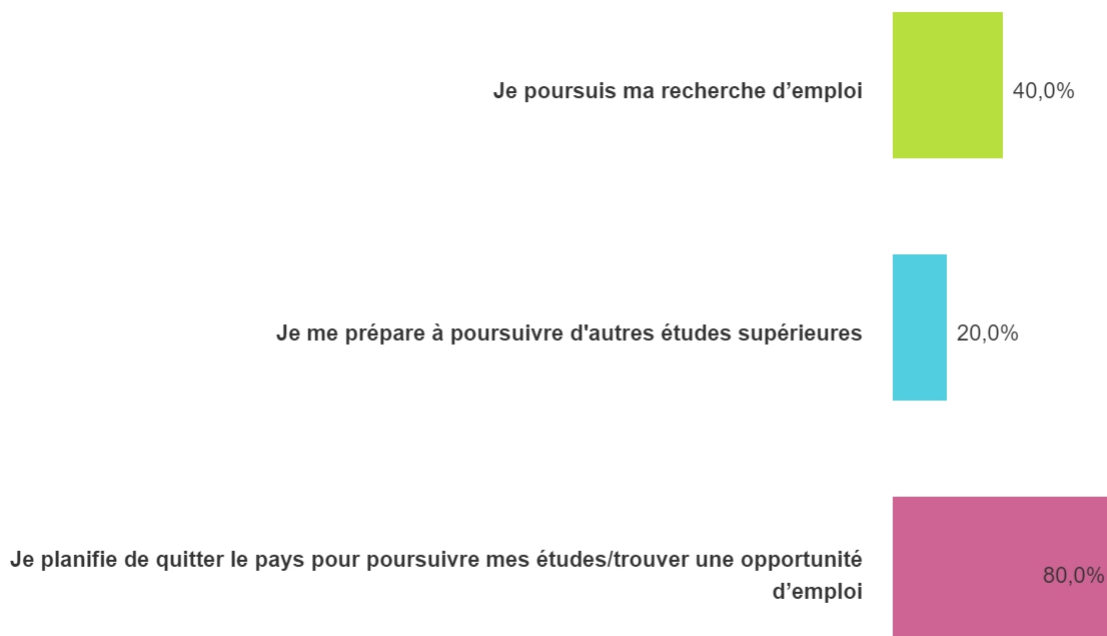 Je poursuis ma recherche d’emploi
40,0%
Je me prépare à poursuivre d'autres études supérieures
20,0%
Je planifie de quitter le pays pour poursuivre mes études/trouver une opportunité
d’emploi
80,0%